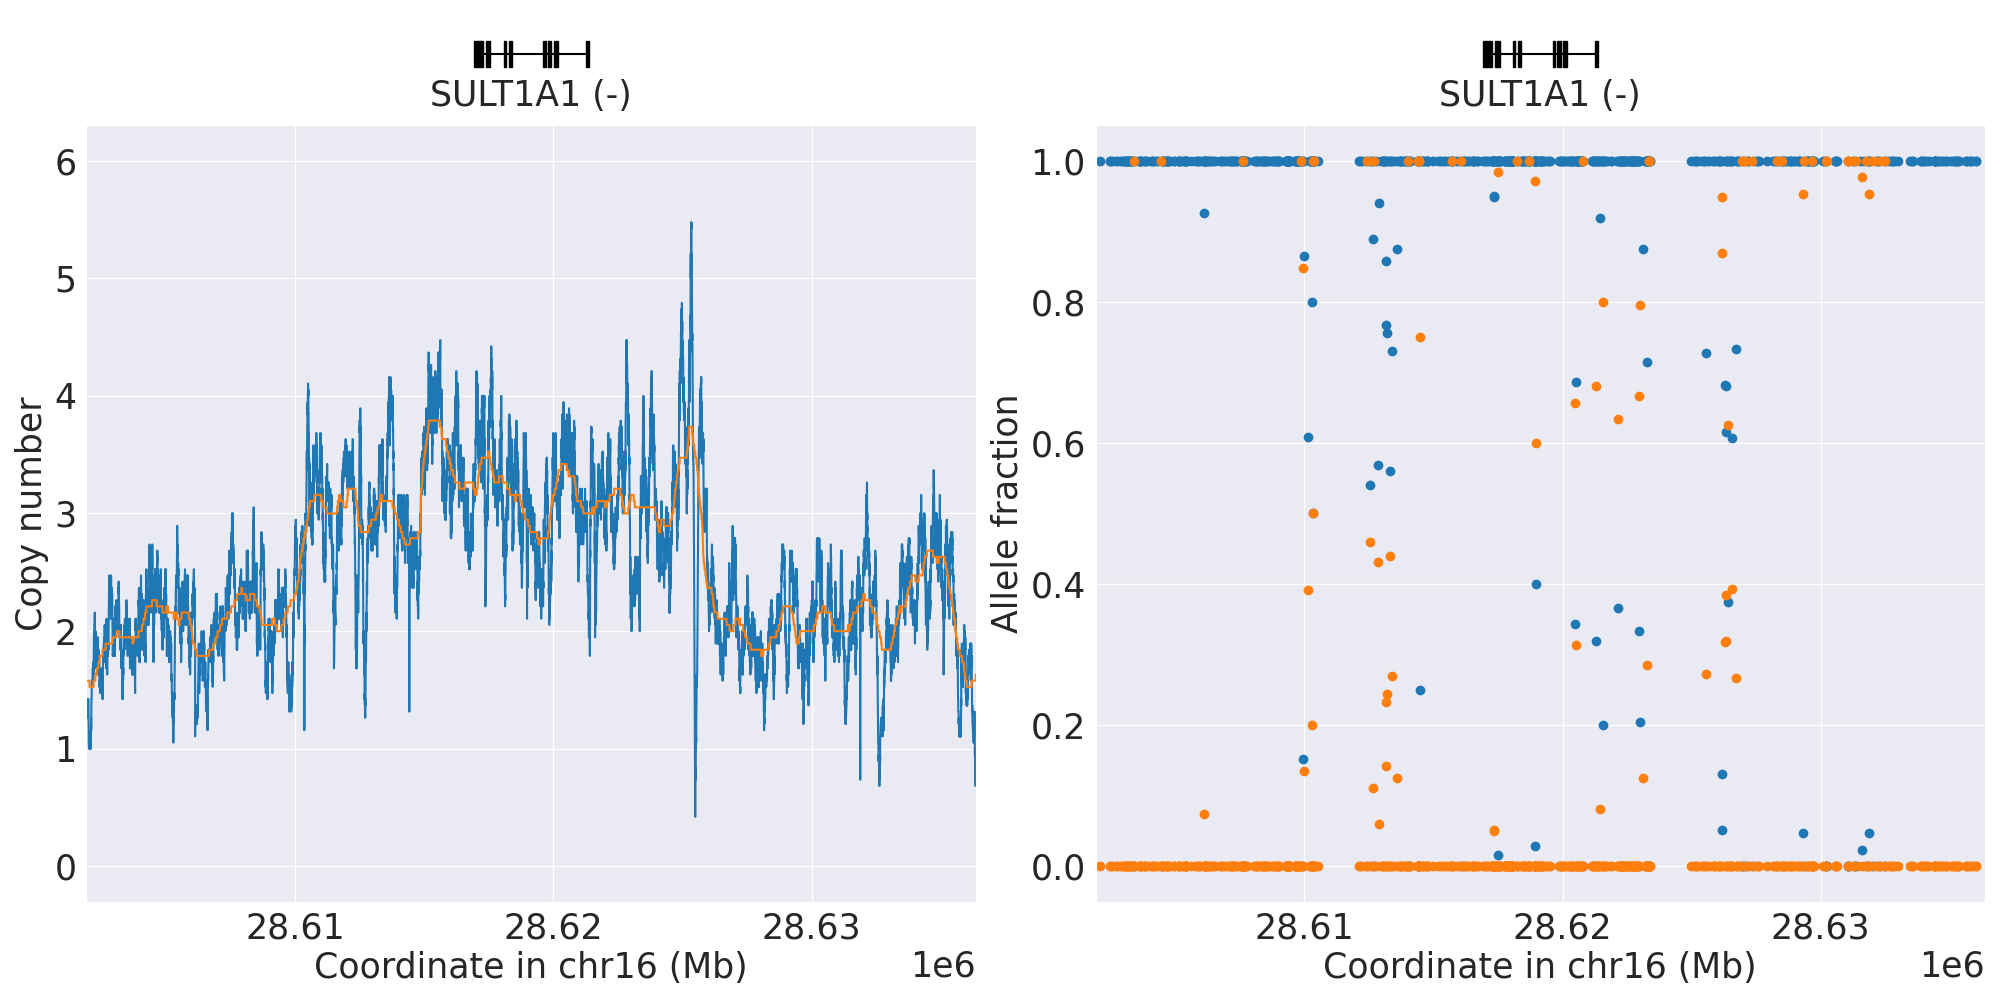 SULT1A1 (-)
Copy number
6
5
4
3
2
1
0
28.61
28.62
28.63
Coordinate in chr16 (Mb)
1e6
SULT1A1 (-)
Allele fraction
1.0
0.8
0.6
0.4
0.2
0.0
28.61
28.62
28.63
Coordinate in chr16 (Mb)
1e6